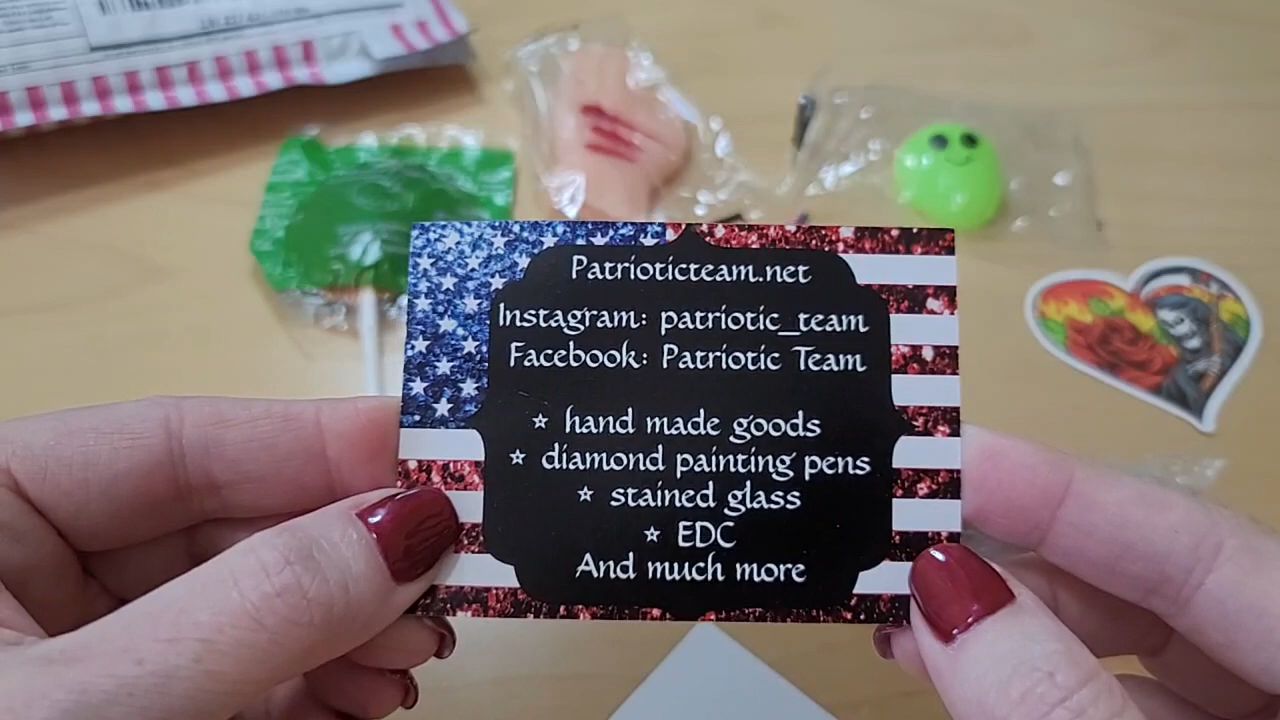 Patrioticteam.net
Instagram: patriotic_team
Facebook: Patriotic Team
☆ hand made goods
☆ diamond painting pens
☆ stained glass
☆ EDC
And much more